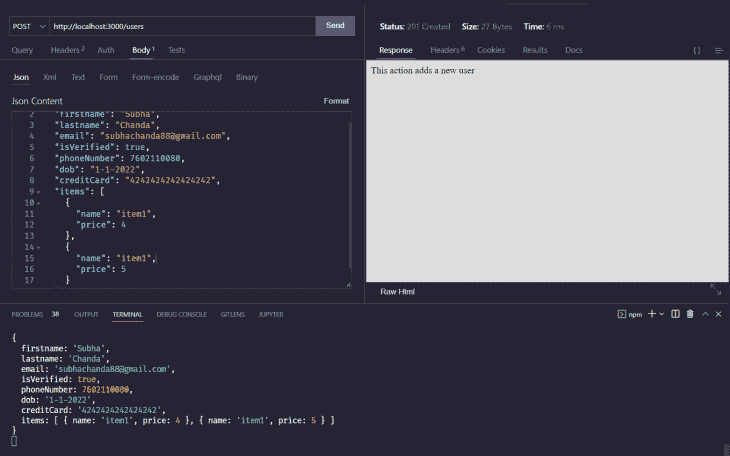 POST http://localhost:3000/users Send
Status: 201 Created Size: 27 Bytes Time: 6 ms
Query Headers 2 Auth Body 1 Tests
Response Headers 6 Cookies Results Docs
{ }
Json Xml Text Form Form-encode Graphql Binary
This action adds a new user
Json Content Format
2 "firstname": "Subha",
3 "lastname": "Chanda",
4 "email": "subhachanda88@gmail.com",
5 "isVerified": true,
6 "phoneNumber": 7602110080,
7 "dob": "1-1-2022",
8 "creditCard": "4242424242424242",
9 "items": [
10 {
11 "name": "item1",
12 "price": 4
13 },
14 {
15 "name": "item1",
16 "price": 5
17 }
Raw Html
PROBLEMS 38 OUTPUT TERMINAL DEBUG CONSOLE GITLENS JUPYTER
npm
{
firstname: 'Subha',
lastname: 'Chanda',
email: 'subhachanda88@gmail.com',
isVerified: true,
phoneNumber: 7602110080,
dob: '1-1-2022',
creditCard: '4242424242424242',
items: [ { name: 'item1', price: 4 }, { name: 'item1', price: 5 } ]
}